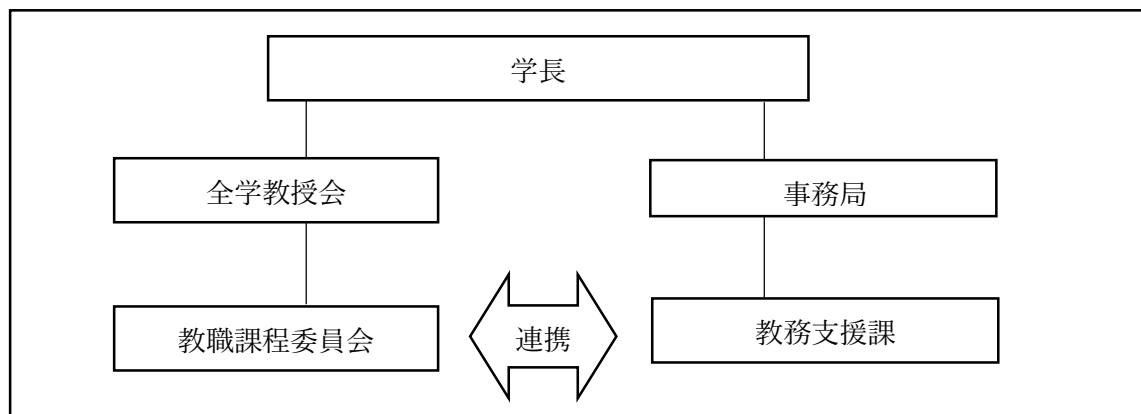 学長
全学教授会
事務局
教職課程委員会
連携
教務支援課